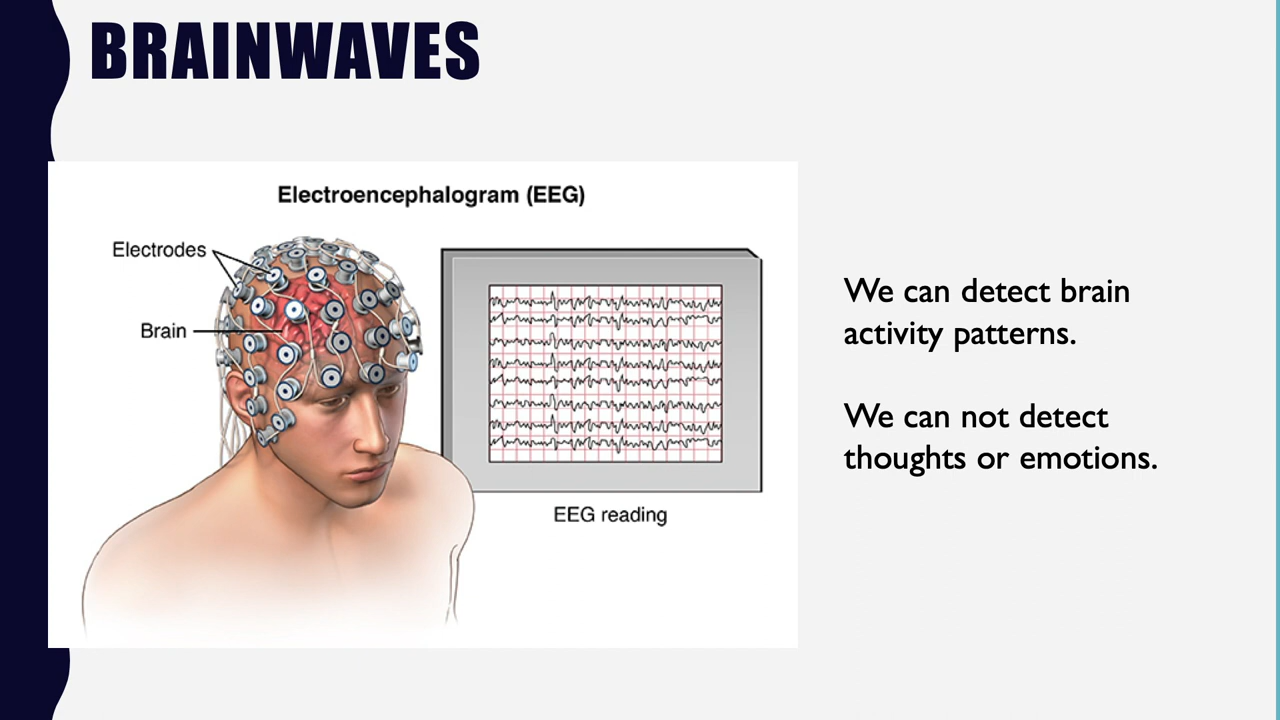 BRAINWAVES
Electroencephalogram (EEG)
Electrodes
Brain
EEG reading
We can detect brain
activity patterns.
We can not detect
thoughts or emotions.